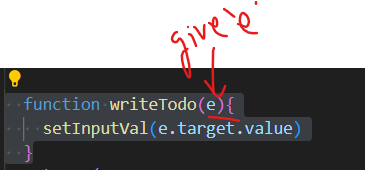 give 'e'
function writeTodo(e){
setInputVal(e.target.value)
}